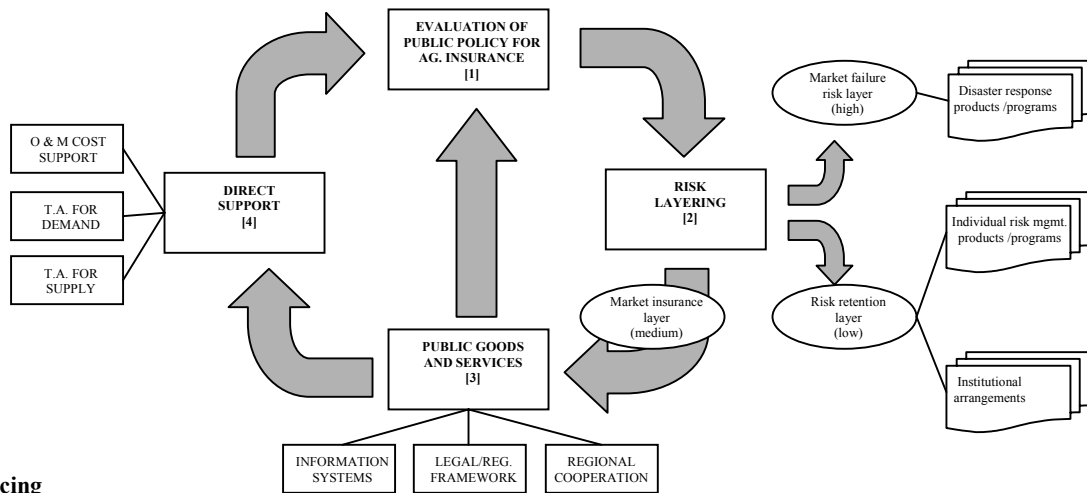 EVALUATION OF
PUBLIC POLICY FOR
AG. INSURANCE
[1]
Market failure
risk layer
(high)
Disaster response
products /programs
O & M COST
SUPPORT
T.A. FOR
DEMAND
T.A. FOR
SUPPLY
DIRECT
SUPPORT
[4]
RISK
LAYERING
[2]
Individual risk mgmt.
products /programs
Market insurance
layer
(medium)
Risk retention
layer
(low)
PUBLIC GOODS
AND SERVICES
[3]
Institutional
arrangements
INFORMATION
SYSTEMS
LEGAL/REG.
FRAMEWORK
REGIONAL
COOPERATION
cing